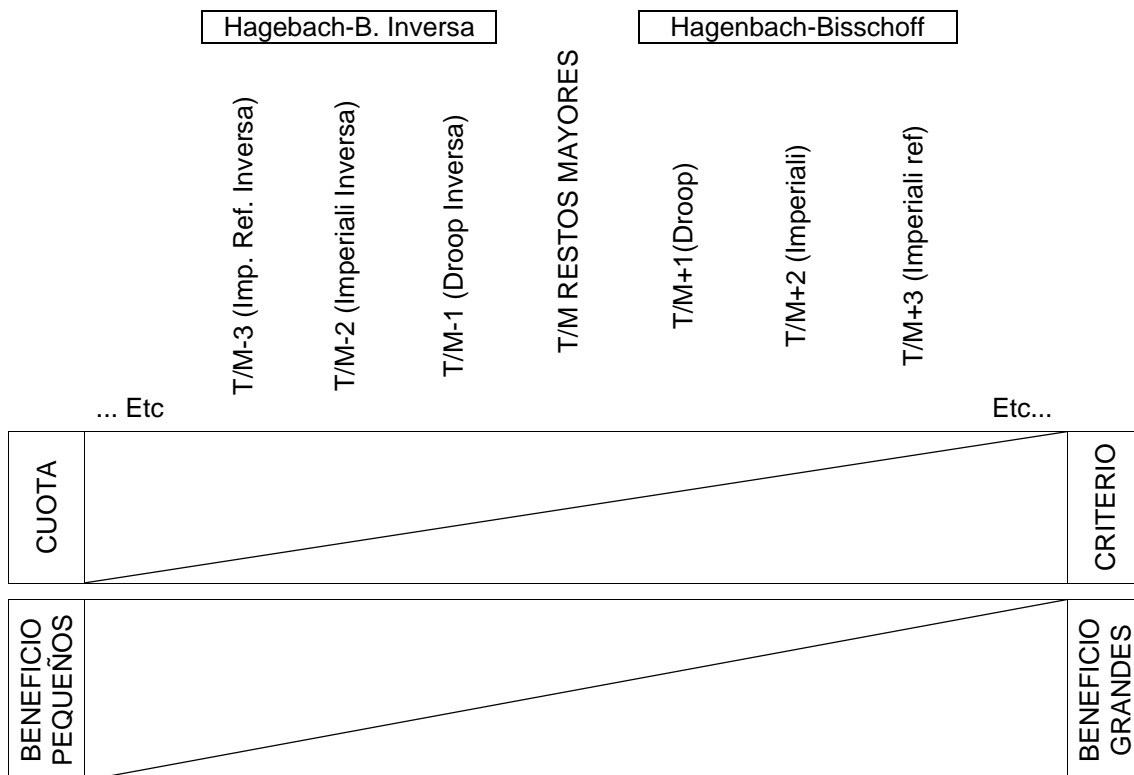 Hagebach-B. Inversa
Hagenbach-Bisschoff
T/M-3 (Imp. Ref. Inversa)
T/M-2 (Imperiali Inversa)
T/M-1 (Droop Inversa)
T/M RESTOS MAYORES
T/M+1(Droop)
T/M+2 (Imperiali)
T/M+3 (Imperiali ref)
... Etc
Etc...
CUOTA
CRITERIO
BENEFICIO
PEQUEÑOS
BENEFICIO
GRANDES